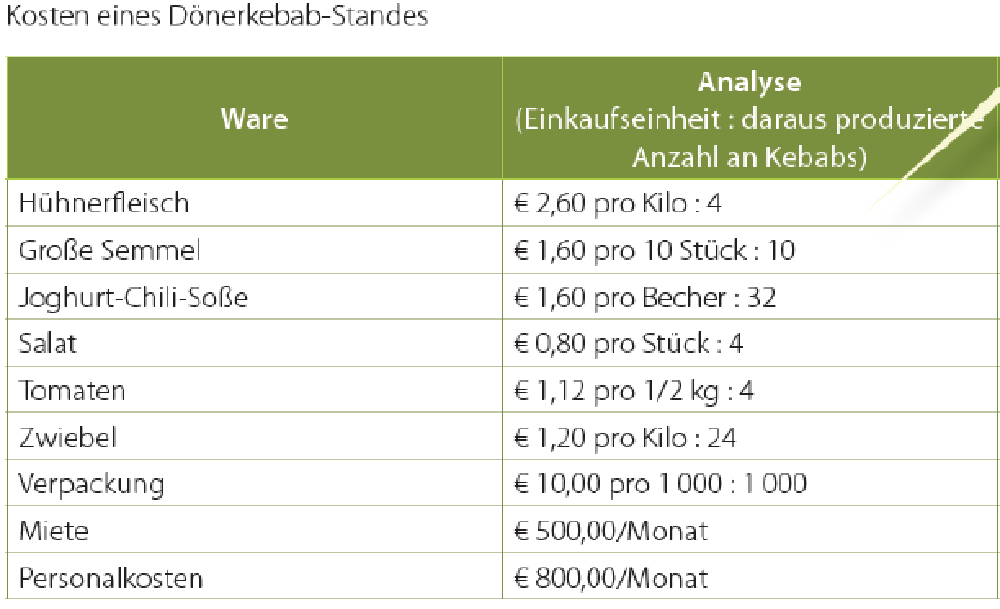 Kosten eines Dönerkebab-Standes
Ware
Analyse
(Einkaufseinheit : daraus produzierte
Anzahl an Kebabs)
Hühnerfleisch
€ 2,60 pro Kilo : 4
Große Semmel
€ 1,60 pro 10 Stück : 10
Joghurt-Chili-Soße
€ 1,60 pro Becher : 32
Salat
€ 0,80 pro Stück : 4
Tomaten
€ 1,12 pro 1/2 kg : 4
Zwiebel
€ 1,20 pro Kilo : 24
Verpackung
€ 10,00 pro 1 000 : 1 000
Miete
€ 500,00/Monat
Personalkosten
€ 800,00/Monat